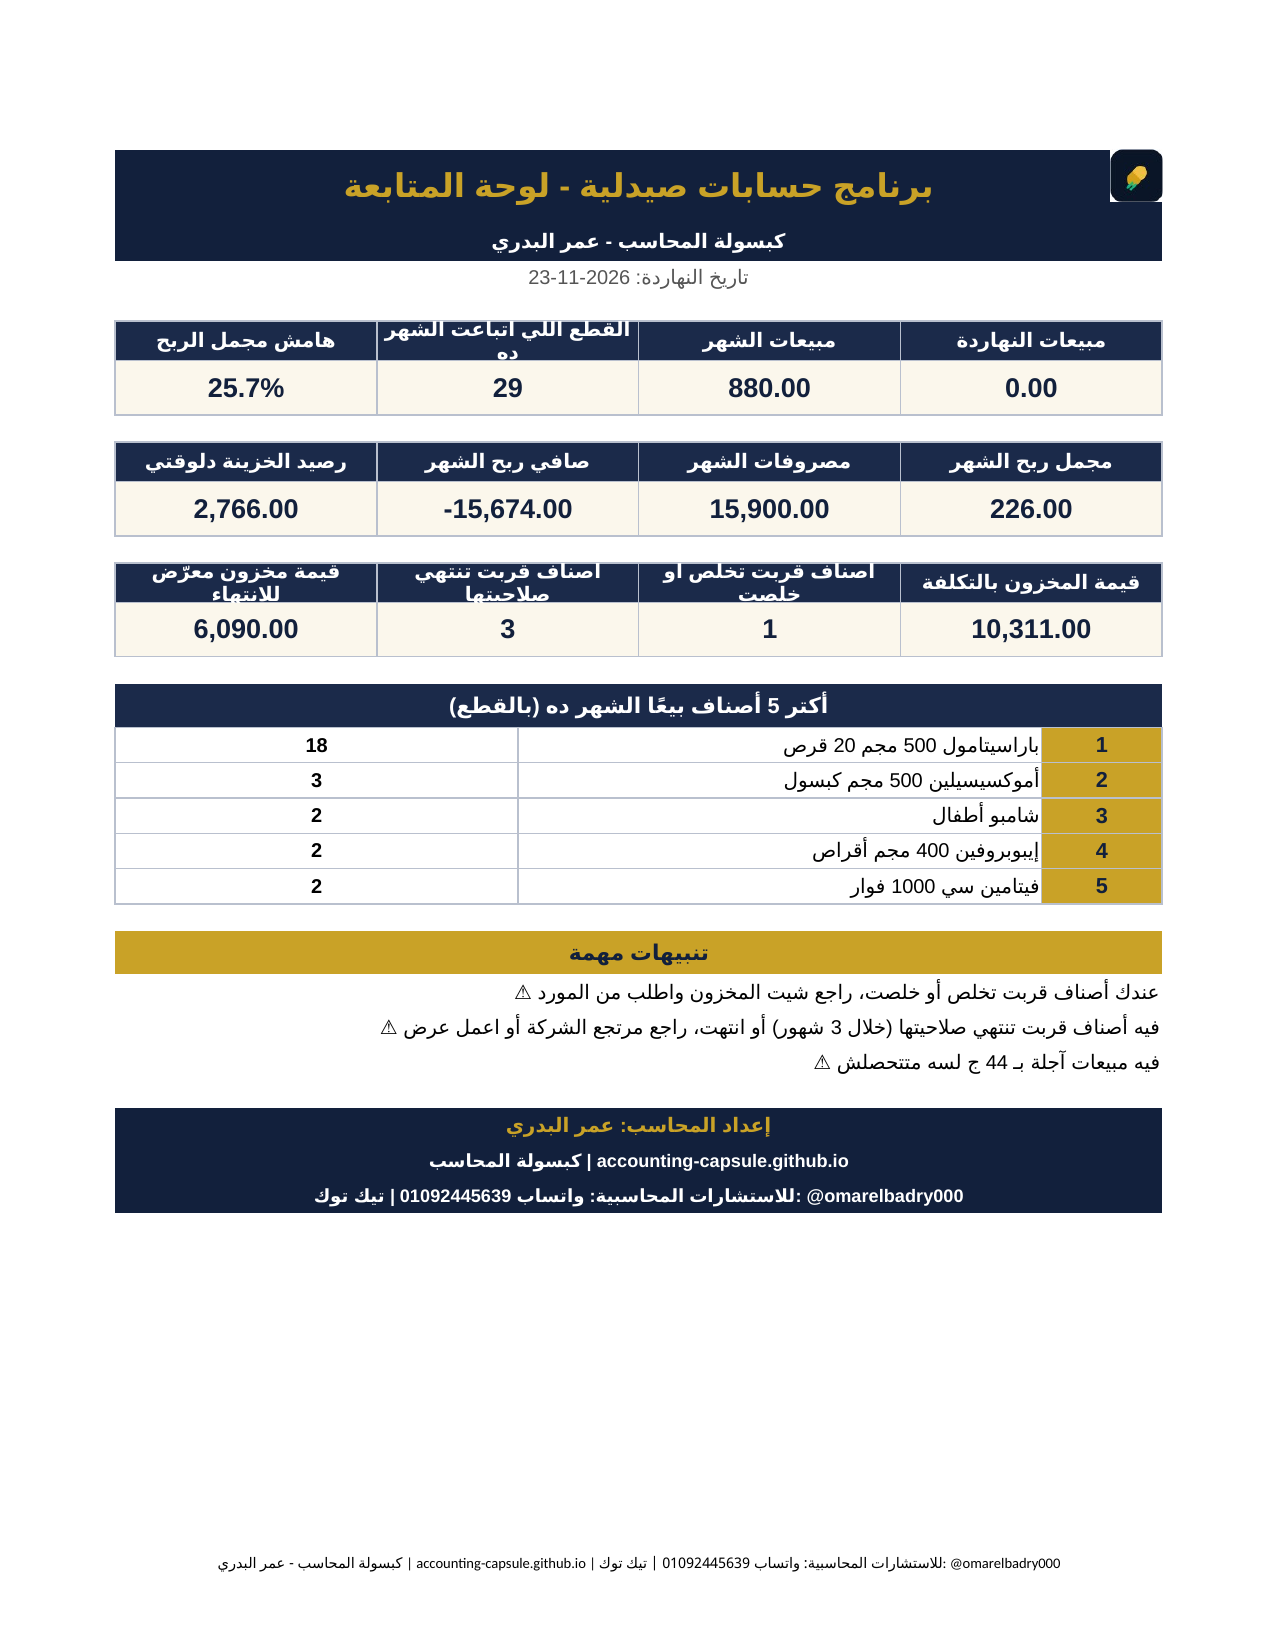 برنامج حسابات صيدلية - لوحة المتابعة
كبسولة المحاسب - عمر البدري
تاريخ النهاردة: 2026-11-23
مبيعات النهاردة | مبيعات الشهر | القطع اللي اتباعت الشهر ده | هامش مجمل الربح
0.00 | 880.00 | 29 | 25.7%
مجمل ربح الشهر | مصروفات الشهر | صافي ربح الشهر | رصيد الخزينة دلوقتي
226.00 | 15,900.00 | -15,674.00 | 2,766.00
قيمة المخزون بالتكلفة | أصناف قربت تخلص أو خلصت | أصناف قربت تنتهي صلاحيتها | قيمة مخزون معرّض للانتهاء
10,311.00 | 1 | 3 | 6,090.00
أكتر 5 أصناف بيعًا الشهر ده (بالقطع)
1 باراسيتامول 500 مجم 20 قرص 18
2 أموكسيسيلين 500 مجم كبسول 3
3 شامبو أطفال 2
4 إيبوبروفين 400 مجم أقراص 2
5 فيتامين سي 1000 فوار 2
تنبيهات مهمة
عندك أصناف قربت تخلص أو خلصت، راجع شيت المخزون واطلب من المورد ⚠
فيه أصناف قربت تنتهي صلاحيتها (خلال 3 شهور) أو انتهت، راجع مرتجع الشركة أو اعمل عرض ⚠
فيه مبيعات آجلة بـ 44 ج لسه متتحصلش ⚠
إعداد المحاسب: عمر البدري
كبسولة المحاسب | accounting-capsule.github.io
للاستشارات المحاسبية: واتساب 01092445639 | تيك توك: @omarelbadry000
كبسولة المحاسب - عمر البدري | accounting-capsule.github.io | للاستشارات المحاسبية: واتساب 01092445639 | تيك توك: @omarelbadry000